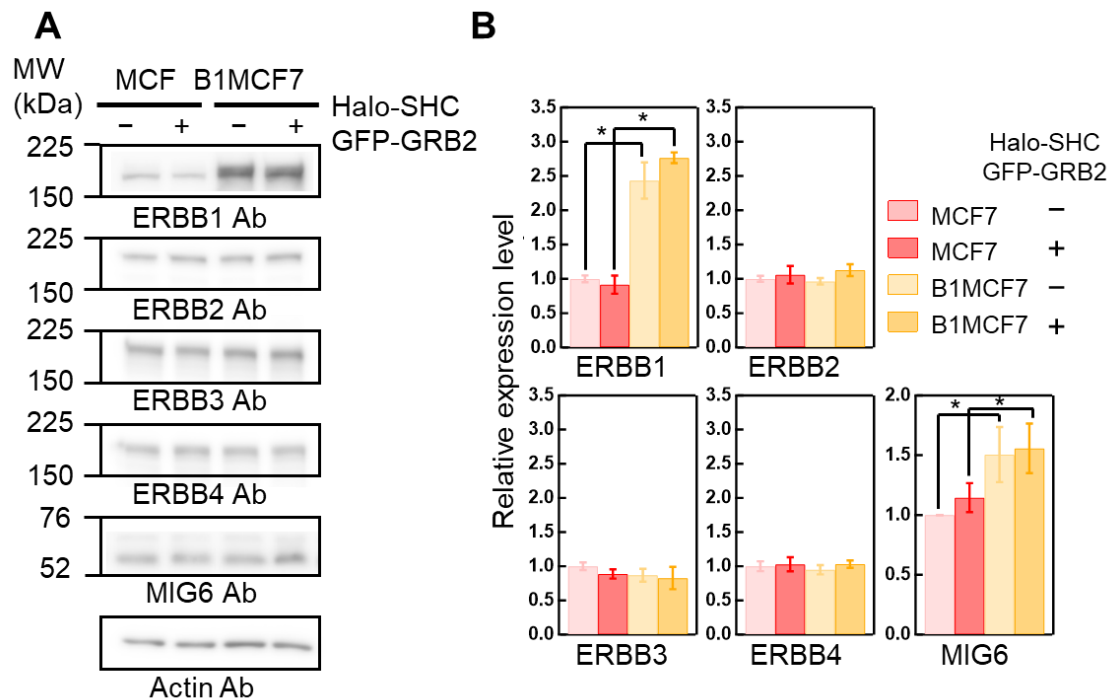 A
MW
(kDa)
MCF B1MCF7
Halo-SHC
GFP-GRB2
− + − +
225
150
ERBB1 Ab
225
150
ERBB2 Ab
225
150
ERBB3 Ab
225
150
ERBB4 Ab
76
52
MIG6 Ab
Actin Ab
B
Relative expression level
3.5
3.0
2.5
2.0
1.5
1.0
0.5
0.0
* *
ERBB1
3.5
3.0
2.5
2.0
1.5
1.0
0.5
0.0
ERBB2
Halo-SHC
GFP-GRB2
MCF7 −
MCF7 +
B1MCF7 −
B1MCF7 +
3.5
3.0
2.5
2.0
1.5
1.0
0.5
0.0
ERBB3
3.5
3.0
2.5
2.0
1.5
1.0
0.5
0.0
ERBB4
2.0
1.5
1.0
0.5
0.0
* *
MIG6